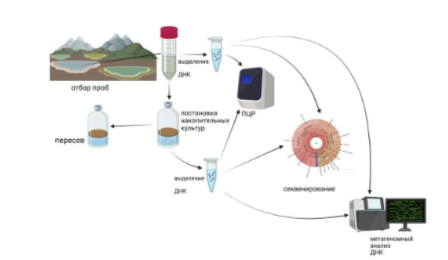 выделение
ДНК
отбор проб
ПЦР
постановка
накопительных
культур
пересев
выделение
ДНК
секвенирование
метагеномный
анализ
ДНК